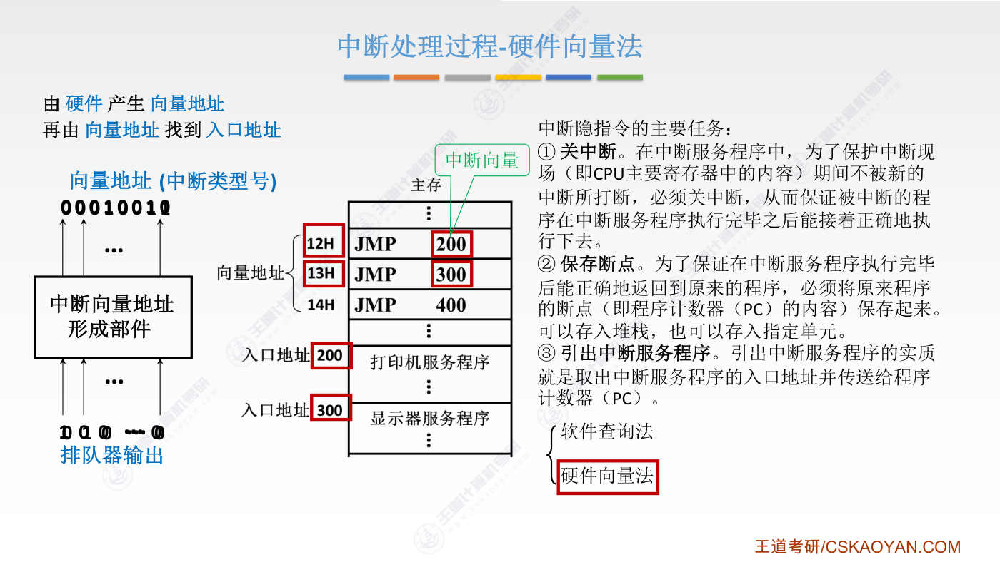 中断处理过程-硬件向量法
由 硬件 产生 向量地址
再由 向量地址 找到 入口地址
向量地址 (中断类型号)
...
中断向量地址
形成部件
...
排队器输出
中断向量
主存
12H JMP 200
向量地址 13H JMP 300
14H JMP 400
入口地址 200 打印机服务程序
入口地址 300 显示器服务程序
中断隐指令的主要任务：
① 关中断。在中断服务程序中，为了保护中断现
场（即CPU主要寄存器中的内容）期间不被新的
中断所打断，必须关中断，从而保证被中断的程
序在中断服务程序执行完毕之后能接着正确地执
行下去。
② 保存断点。为了保证在中断服务程序执行完毕
后能正确地返回到原来的程序，必须将原来程序
的断点（即程序计数器（PC）的内容）保存起来。
可以存入堆栈，也可以存入指定单元。
③ 引出中断服务程序。引出中断服务程序的实质
就是取出中断服务程序的入口地址并传送给程序
计数器（PC）。
软件查询法
硬件向量法
王道考研/CSKAOYAN.COM